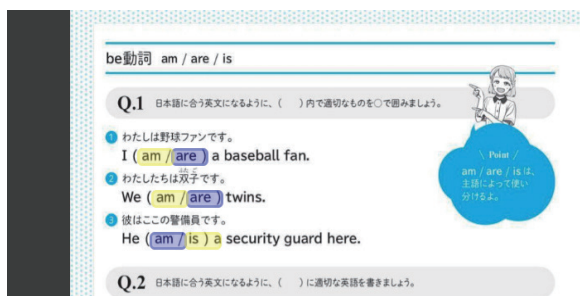 be動詞 am / are / is
Q.1 日本語に合う英文になるように、( )内で適切なものを○で囲みましょう。
1 わたしは野球ファンです。
I ( am / are ) a baseball fan.
2 わたしたちは双子です。
We ( am / are ) twins.
3 彼はここの警備員です。
He ( am / is ) a security guard here.
\ Point /
am / are / is は、
主語によって使い
分けるよ。
Q.2 日本語に合う英文になるように、( )に適切な英語を書きましょう。